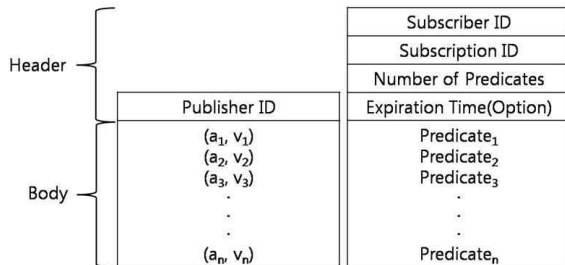 Header
Body
Publisher ID
(a₁, v₁)
(a₂, v₂)
(a₃, v₃)
.
.
.
(aₙ, vₙ)
Subscriber ID
Subscription ID
Number of Predicates
Expiration Time(Option)
Predicate₁
Predicate₂
Predicate₃
.
.
.
Predicateₙ